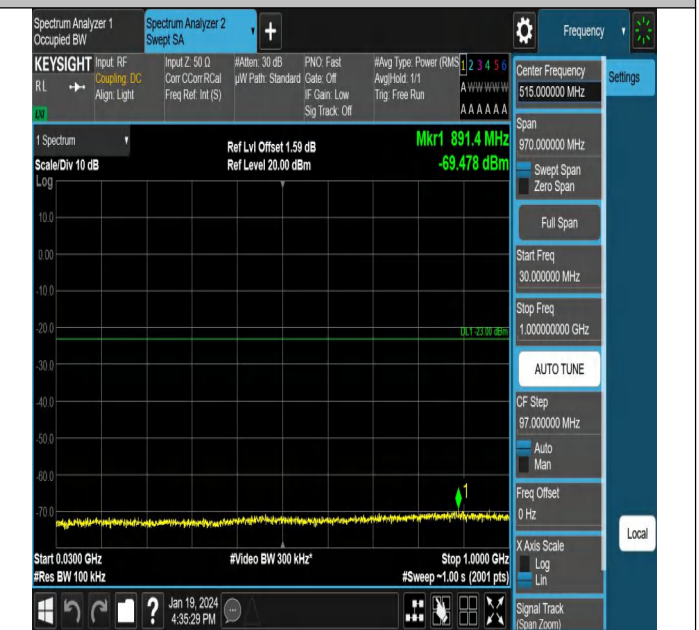 Spectrum Analyzer 1
Occupied BW
Spectrum Analyzer 2
Swept SA
+
Frequency
KEYSIGHT
RL
LXI
Input: RF
Coupling: DC
Align: Light
Input Z: 50 Ω
Corr CCorr RCal
Freq Ref: Int (S)
#Atten: 30 dB
µW Path: Standard
PNO: Fast
Gate: Off
IF Gain: Low
Sig Track: Off
#Avg Type: Power (RMS
Avg|Hold: 1/1
Trig: Free Run
1 2 3 4 5 6
A W W W W W
A A A A A A
1 Spectrum
Scale/Div 10 dB
Log
Ref Lvl Offset 1.59 dB
Ref Level 20.00 dBm
Mkr1 891.4 MHz
-69.478 dBm
10.0
0.00
-10.0
-20.0
-30.0
-40.0
-50.0
-60.0
-70.0
DL1 -23.00 dBm
1
Start 0.0300 GHz
#Res BW 100 kHz
#Video BW 300 kHz*
Stop 1.0000 GHz
#Sweep ~1.00 s (2001 pts)
Center Frequency
515.000000 MHz
Settings
Span
970.000000 MHz
Swept Span
Zero Span
Full Span
Start Freq
30.000000 MHz
Stop Freq
1.00000000 GHz
AUTO TUNE
CF Step
97.000000 MHz
Auto
Man
Freq Offset
0 Hz
X Axis Scale
Log
Lin
Local
Signal Track
(Span Zoom)
?
Jan 19, 2024
4:35:29 PM